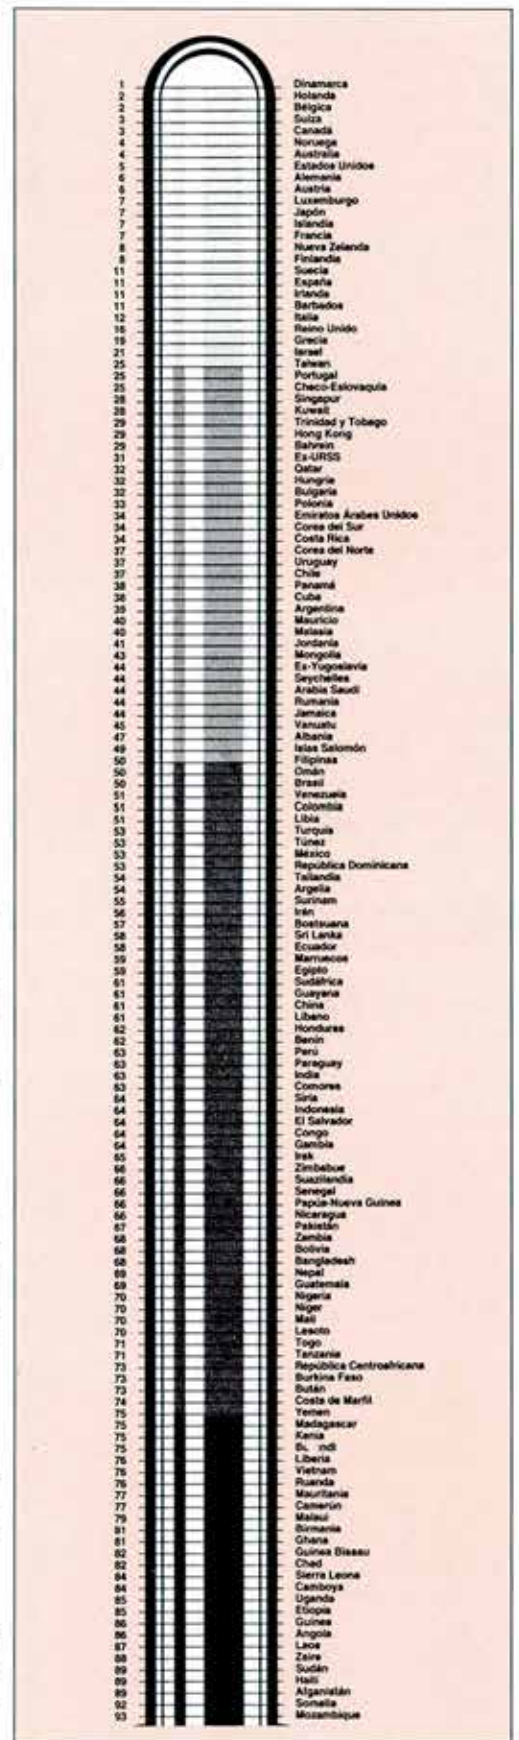 1 Dinamarca
2 Holanda
2 Bélgica
3 Suiza
3 Canadá
4 Noruega
4 Australia
5 Estados Unidos
6 Alemania
6 Austria
7 Luxemburgo
7 Japón
7 Islandia
7 Francia
8 Nueva Zelanda
8 Finlandia
11 Suecia
11 España
11 Irlanda
11 Barbados
12 Italia
16 Reino Unido
19 Grecia
21 Israel
25 Taiwan
25 Portugal
25 Checo-Eslovaquia
28 Singapur
28 Kuwait
29 Trinidad y Tobago
29 Hong Kong
29 Bahrein
31 Ex-URSS
32 Qatar
32 Hungría
32 Bulgaria
33 Polonia
34 Emiratos Árabes Unidos
34 Corea del Sur
34 Costa Rica
37 Corea del Norte
37 Uruguay
37 Chile
38 Panamá
38 Cuba
39 Argentina
40 Mauricio
40 Malasia
41 Jordania
43 Mongolia
44 Ex-Yugoslavia
44 Seychelles
44 Arabia Saudí
44 Rumania
44 Jamaica
45 Vanuatu
47 Albania
49 Islas Salomón
50 Filipinas
50 Omán
50 Brasil
51 Venezuela
51 Colombia
51 Libia
53 Turquía
53 Túnez
53 México
53 República Dominicana
54 Tailandia
54 Argelia
55 Surinam
56 Irán
57 Bostsuana
58 Sri Lanka
58 Ecuador
59 Marruecos
59 Egipto
61 Sudáfrica
61 Guayana
61 China
61 Líbano
62 Honduras
62 Benin
63 Perú
63 Paraguay
63 India
63 Comores
64 Siria
64 Indonesia
64 El Salvador
64 Congo
64 Gambia
65 Irak
66 Zimbabue
66 Suazilandia
66 Senegal
66 Papúa-Nueva Guinea
66 Nicaragua
67 Pakistán
68 Zambia
68 Bolivia
68 Bangladesh
69 Nepal
69 Guatemala
70 Nigeria
70 Niger
70 Mali
70 Lesoto
71 Togo
71 Tanzania
73 República Centroafricana
73 Burkina Faso
73 Bután
74 Costa de Marfil
75 Yemen
75 Madagascar
75 Kenia
75
76 Liberia
76 Vietnam
76 Ruanda
77 Mauritania
77 Camerún
79 Malaui
81 Birmania
81 Ghana
82 Guinea Bissau
82 Chad
84 Sierra Leona
84 Camboya
85 Uganda
85 Etiopía
86 Guinea
86 Angola
87 Laos
88 Zaire
89 Sudán
89 Haití
89 Afganistán
92 Somalia
93 Mozambique